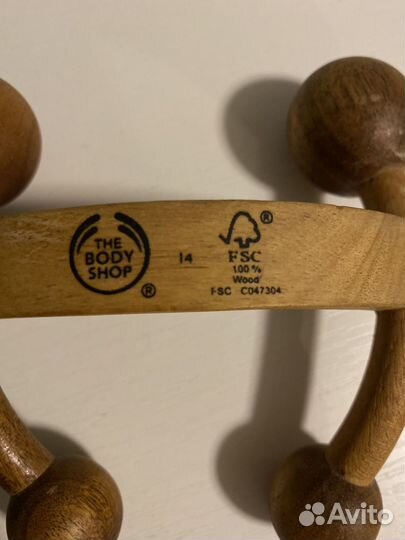 THE
BODY
SHOP
®
14
®
FSC
100 %
Wood
FSC C047304
Avito